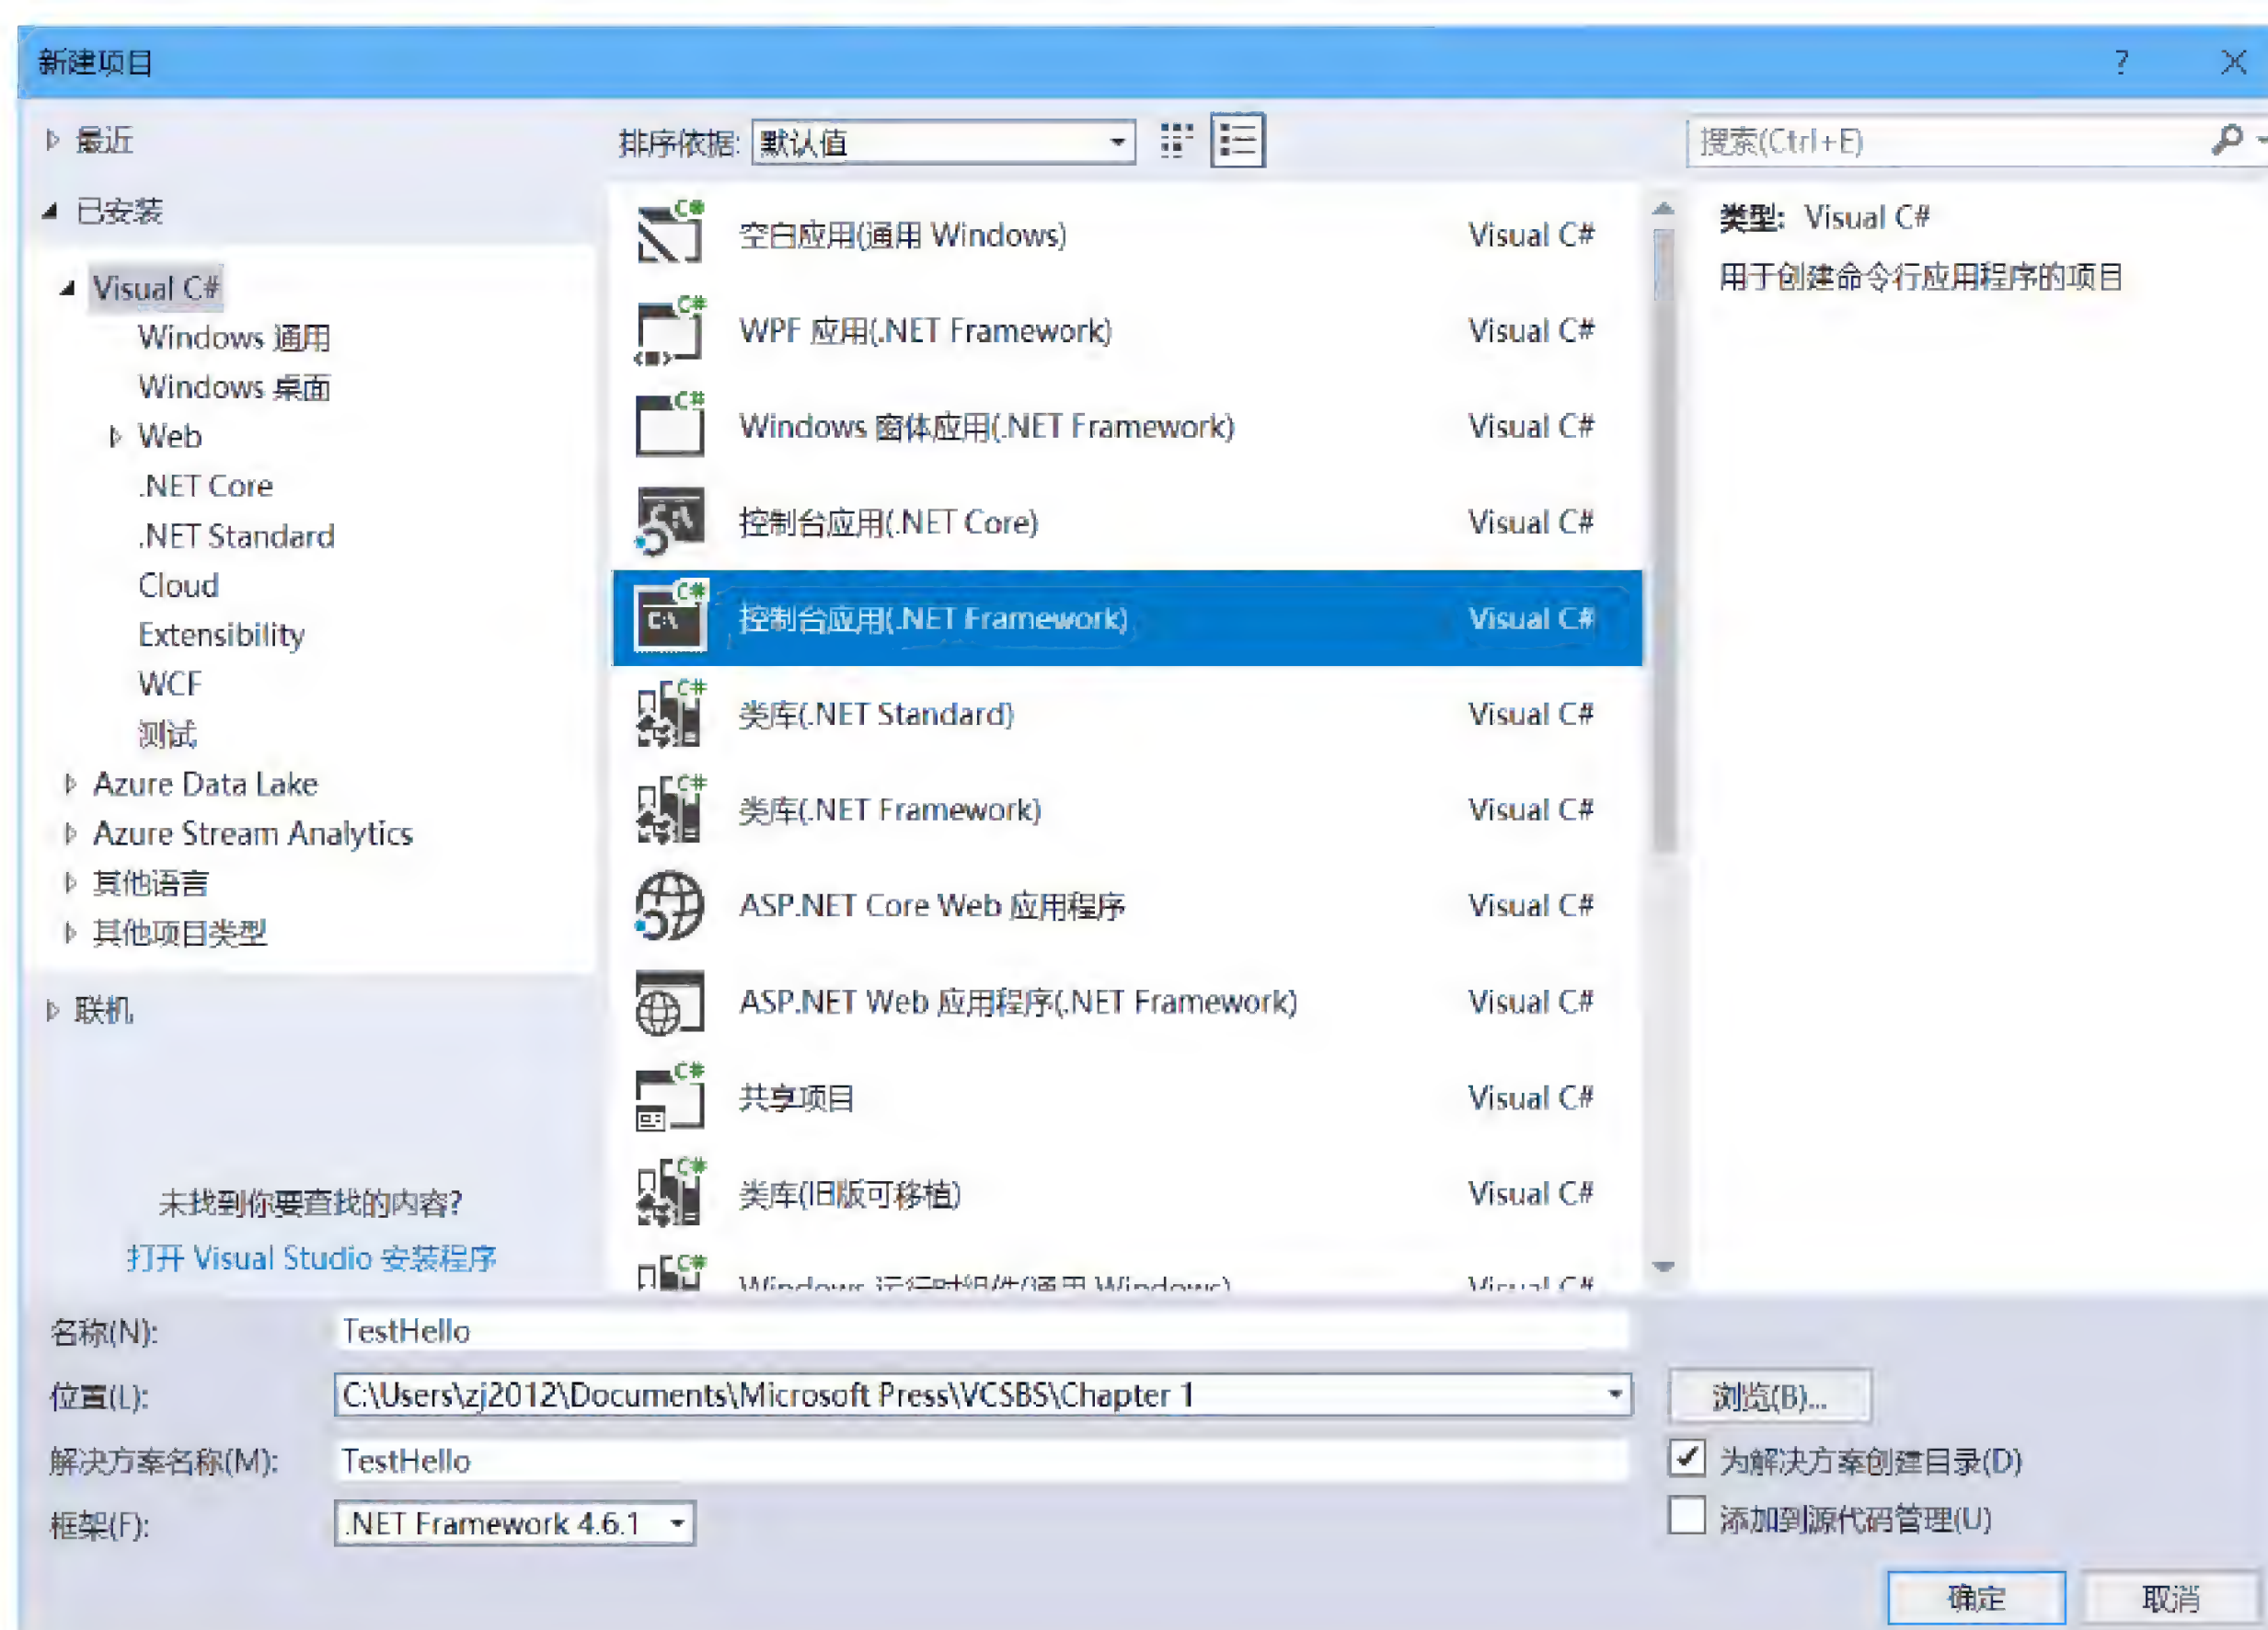 新建项目
最近
排序依据: 默认值
搜索(Ctrl+E)
已安装
Visual C#
Windows 通用
Windows 桌面
Web
.NET Core
.NET Standard
Cloud
Extensibility
WCF
测试
Azure Data Lake
Azure Stream Analytics
其他语言
其他项目类型
联机
未找到你要查找的内容?
打开 Visual Studio 安装程序
空白应用(通用 Windows) Visual C#
WPF 应用(.NET Framework) Visual C#
Windows 窗体应用(.NET Framework) Visual C#
控制台应用(.NET Core) Visual C#
控制台应用(.NET Framework) Visual C#
类库(.NET Standard) Visual C#
类库(.NET Framework) Visual C#
ASP.NET Core Web 应用程序 Visual C#
ASP.NET Web 应用程序(.NET Framework) Visual C#
共享项目 Visual C#
类库(旧版可移植) Visual C#
Windows 运行时组件(通用 Windows) Visual C#
类型: Visual C#
用于创建命令行应用程序的项目
名称(N): TestHello
位置(L): C:\Users\zj2012\Documents\Microsoft Press\VCSBS\Chapter 1
浏览(B)...
解决方案名称(M): TestHello
为解决方案创建目录(D)
框架(F): .NET Framework 4.6.1
添加到源代码管理(U)
确定 取消